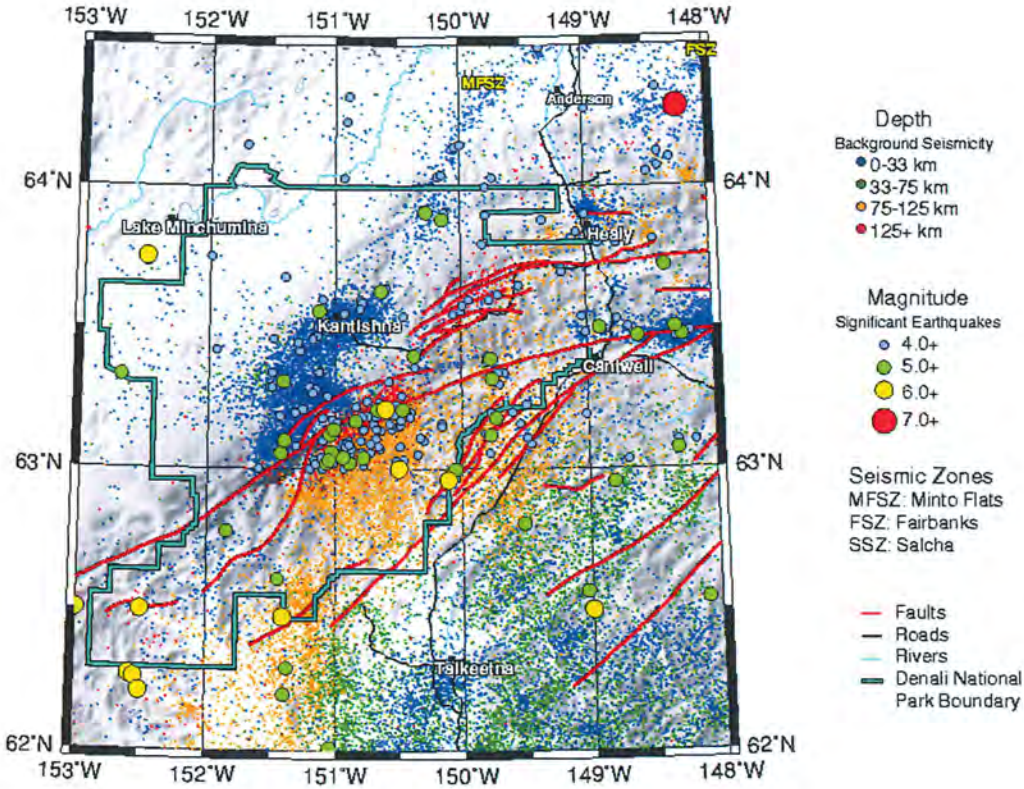 153°W 152°W 151°W 150°W 149°W 148°W
FSZ
MFSZ
Anderson
64°N 64°N
Lake Minchumina
Healy
Kantishna
Cantwell
63°N 63°N
Talkeetna
62°N 62°N
153°W 152°W 151°W 150°W 149°W 148°W
Depth
Background Seismicity
0-33 km
33-75 km
75-125 km
125+ km
Magnitude
Significant Earthquakes
4.0+
5.0+
6.0+
7.0+
Seismic Zones
MFSZ: Minto Flats
FSZ: Fairbanks
SSZ: Salcha
Faults
Roads
Rivers
Denali National
Park Boundary